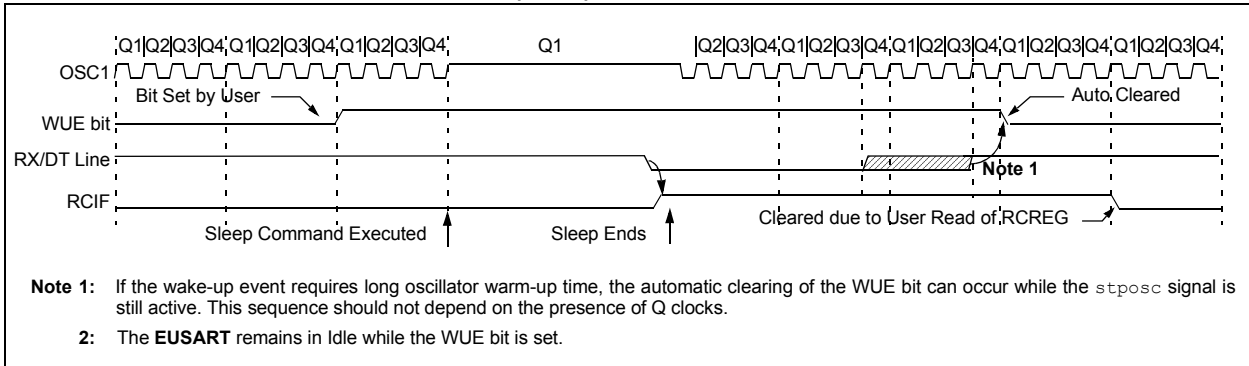 Q1|Q2|Q3|Q4 Q1|Q2|Q3|Q4 Q1|Q2|Q3|Q4 Q1 |Q2|Q3|Q4 Q1|Q2|Q3|Q4 Q1|Q2|Q3 Q4 Q1|Q2|Q3|Q4 Q1|Q2|Q3|Q4
OSC1
Bit Set by User Auto Cleared
WUE bit
RX/DT Line
Note 1
RCIF
Cleared due to User Read of RCREG
Sleep Command Executed Sleep Ends
Note 1: If the wake-up event requires long oscillator warm-up time, the automatic clearing of the WUE bit can occur while the stposc signal is
still active. This sequence should not depend on the presence of Q clocks.
2: The EUSART remains in Idle while the WUE bit is set.